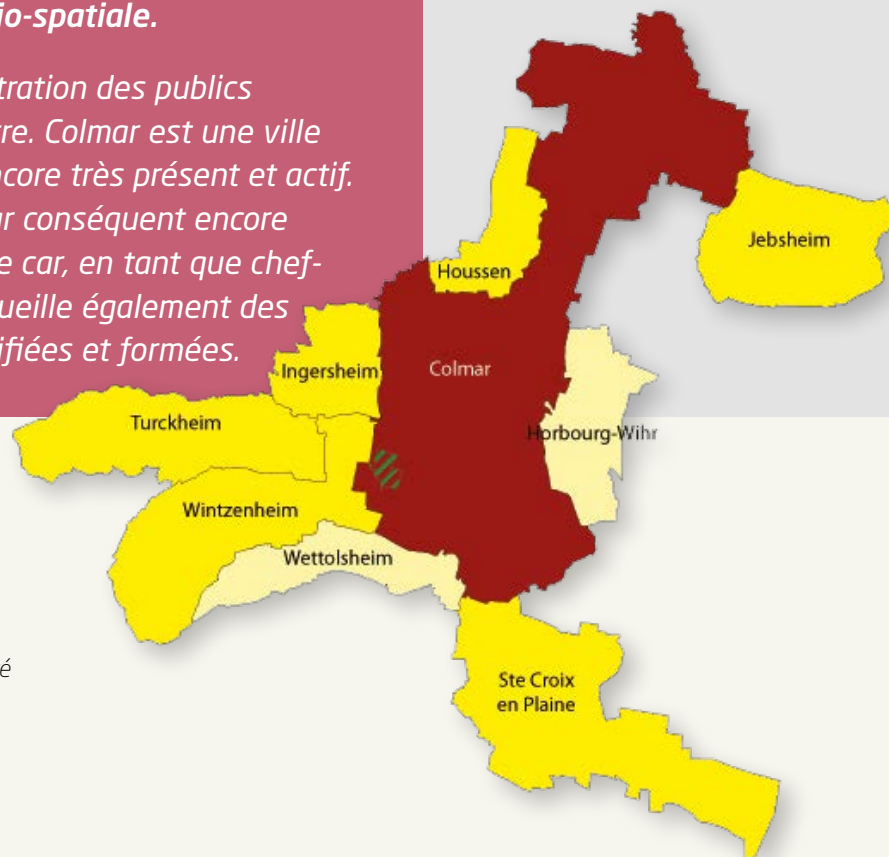 io-spatiale.
tration des publics
rre. Colmar est une ville
ncore très présent et actif.
ar conséquent encore
e car, en tant que chef-
ueille également des
ifiées et formées.
Jebsheim
Houssen
Ingersheim
Colmar
Turckheim
Horbourg-Wihr
Wintzenheim
Wettolsheim
é
Ste Croix
en Plaine